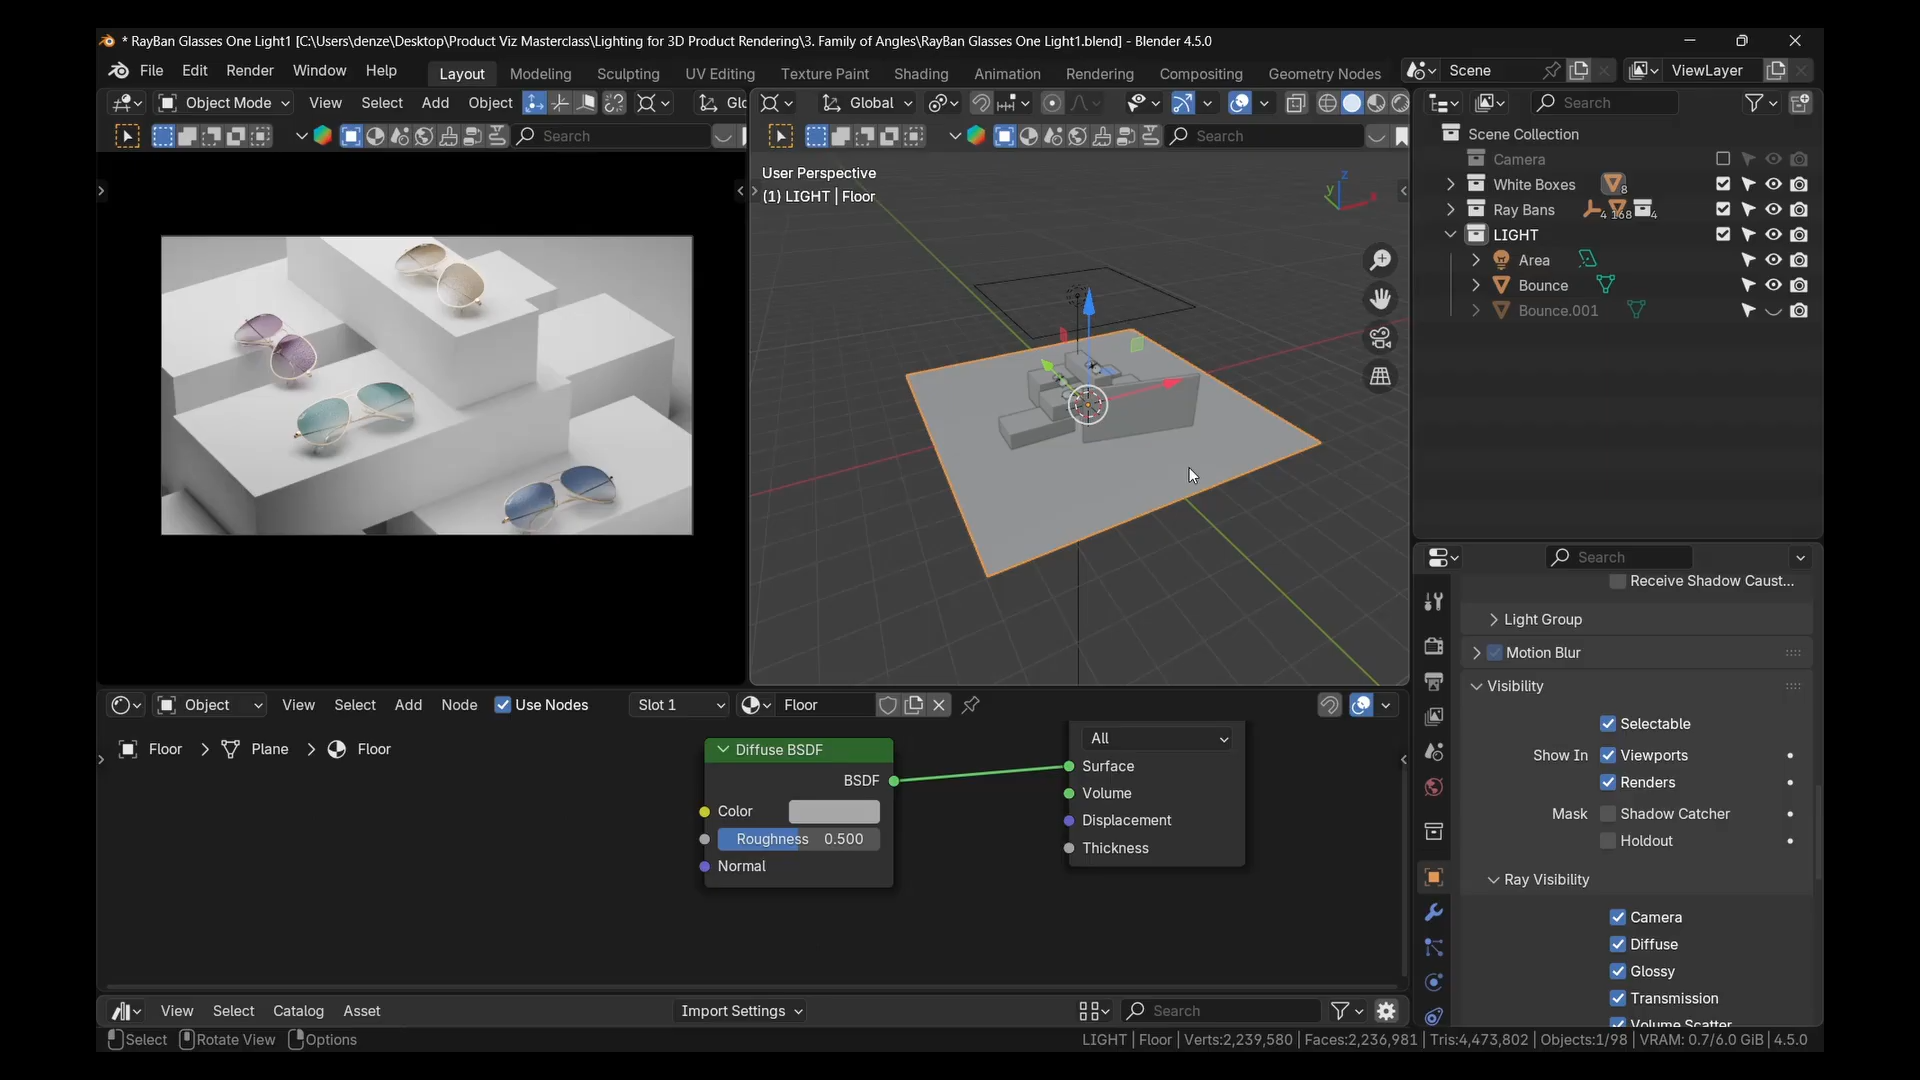 * RayBan Glasses One Light1 [C:\Users\denze\Desktop\Product Viz Masterclass\Lighting for 3D Product Rendering\3. Family of Angles\RayBan Glasses One Light1.blend] - Blender 4.5.0
File Edit Render Window Help
Layout Modeling Sculpting UV Editing Texture Paint Shading Animation Rendering Compositing Geometry Nodes
Scene
ViewLayer
Object Mode View Select Add Object
Global
Search
Search
Search
User Perspective
(1) LIGHT | Floor
Z
Y
X
Scene Collection
Camera
White Boxes 8
Ray Bans 4 168 4
LIGHT
Area
Bounce
Bounce.001
Search
Receive Shadow Caust...
Light Group
Motion Blur
Visibility
Selectable
Show In Viewports
Renders
Mask Shadow Catcher
Holdout
Ray Visibility
Camera
Diffuse
Glossy
Transmission
Volume Scatter
Object View Select Add Node Use Nodes Slot 1 Floor
Floor > Plane > Floor
Diffuse BSDF
BSDF
Color
Roughness 0.500
Normal
All
Surface
Volume
Displacement
Thickness
View Select Catalog Asset Import Settings Search
Select Rotate View Options
LIGHT | Floor | Verts:2,239,580 | Faces:2,236,981 | Tris:4,473,802 | Objects:1/98 | VRAM: 0.7/6.0 GiB | 4.5.0